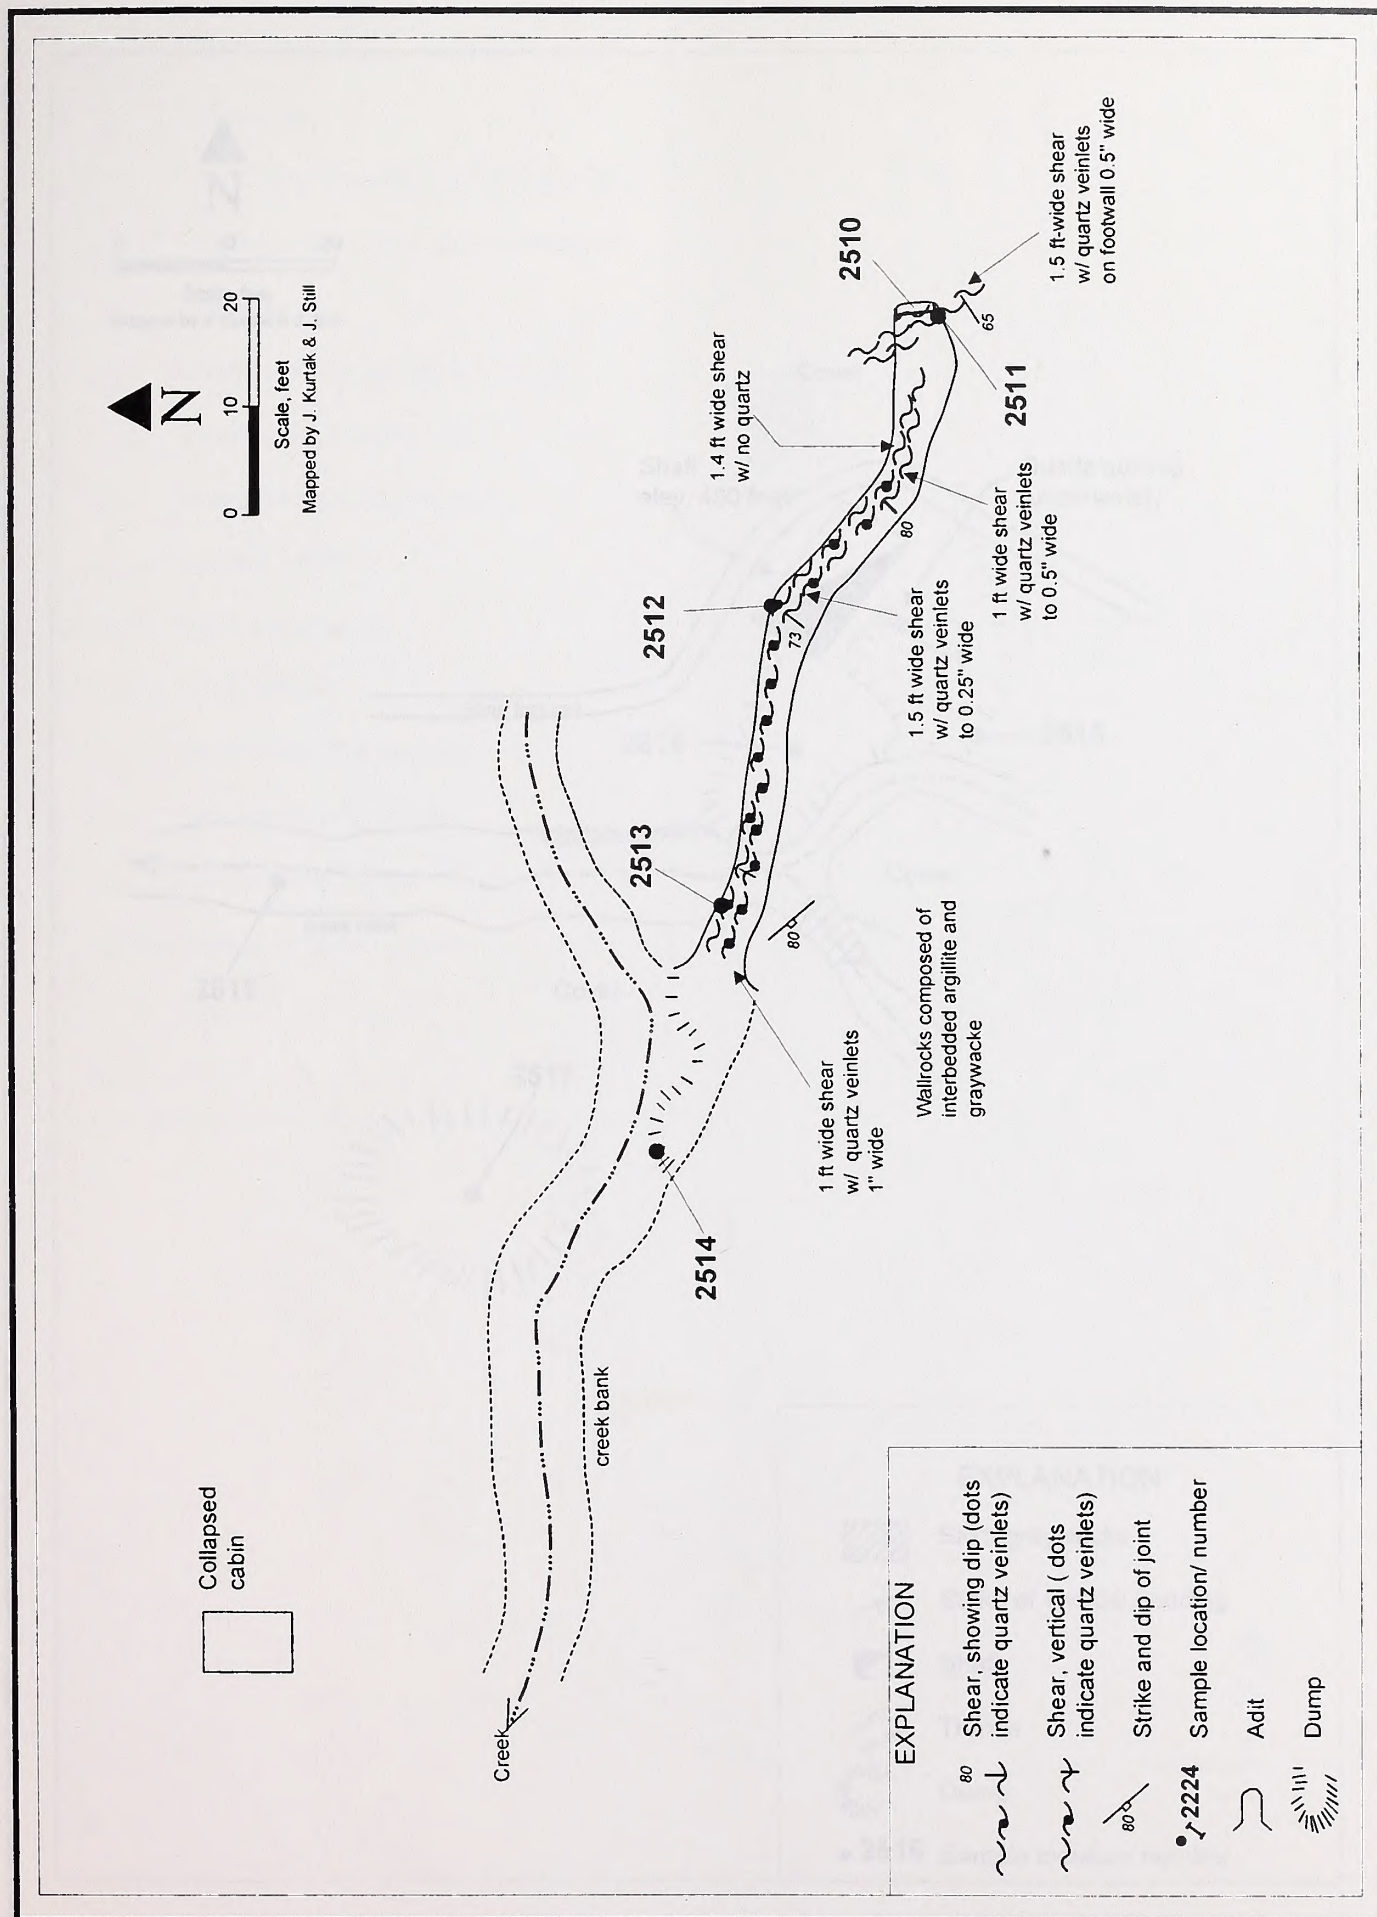 Collapsed
cabin
N
0 10 20
Scale, feet
Mapped by J. Kurtak & J. Still
Creek
creek bank
2514
2513
2512
2510
2511
1.4 ft wide shear
w/ no quartz
1.5 ft-wide shear
w/ quartz veinlets
on footwall 0.5" wide
65
80
73
80
1 ft wide shear
w/ quartz veinlets
to 0.5" wide
1.5 ft wide shear
w/ quartz veinlets
to 0.25" wide
1 ft wide shear
w/ quartz veinlets
1" wide
Wallrocks composed of
interbedded argillite and
graywacke
EXPLANATION
80
Shear, showing dip (dots
indicate quartz veinlets)
Shear, vertical ( dots
indicate quartz veinlets)
80
Strike and dip of joint
2224
Sample location/ number
Adit
Dump